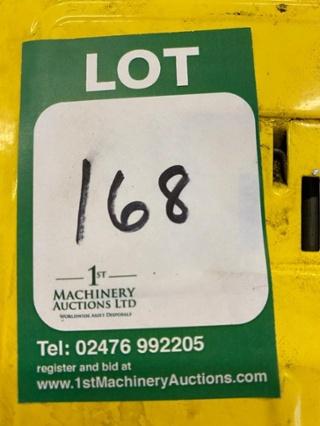 LOT
168
1ST
MACHINERY
AUCTIONS LTD
WORLDWIDE ASSET DISPOSALS
Tel: 02476 992205
register and bid at
www.1stMachineryAuctions.com